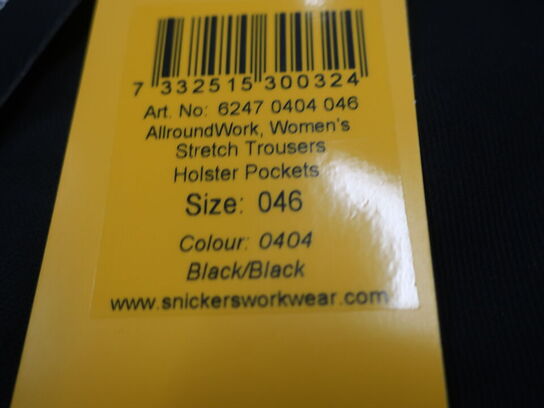 7 332515 300324
Art. No: 6247 0404 046
AllroundWork, Women's
Stretch Trousers
Holster Pockets
Size: 046
Colour: 0404
Black/Black
www.snickersworkwear.com